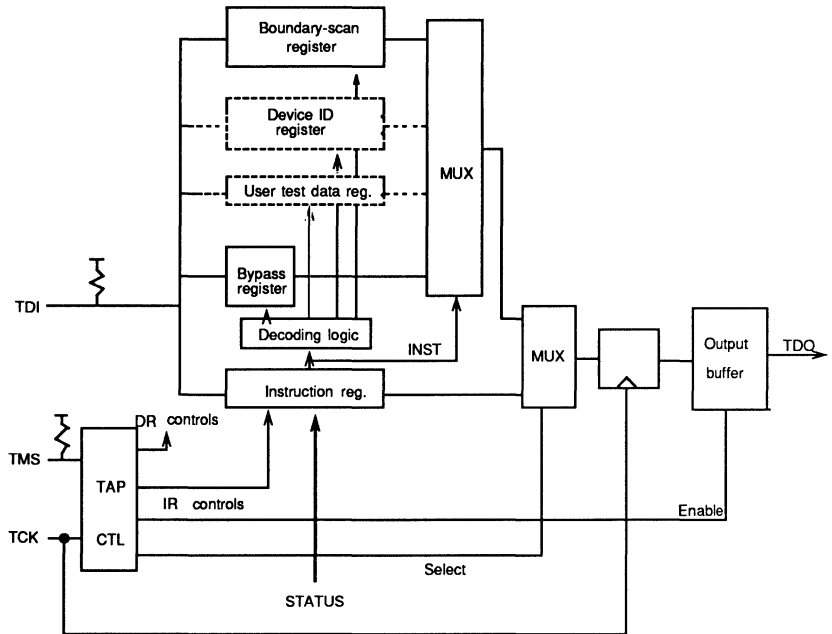 Boundary-scan
register
Device ID
register
User test data reg.
MUX
Bypass
register
TDI
Decoding logic
INST
MUX
Output
buffer
TDO
Instruction reg.
DR controls
TMS
TAP
IR controls
Enable
TCK
CTL
Select
STATUS